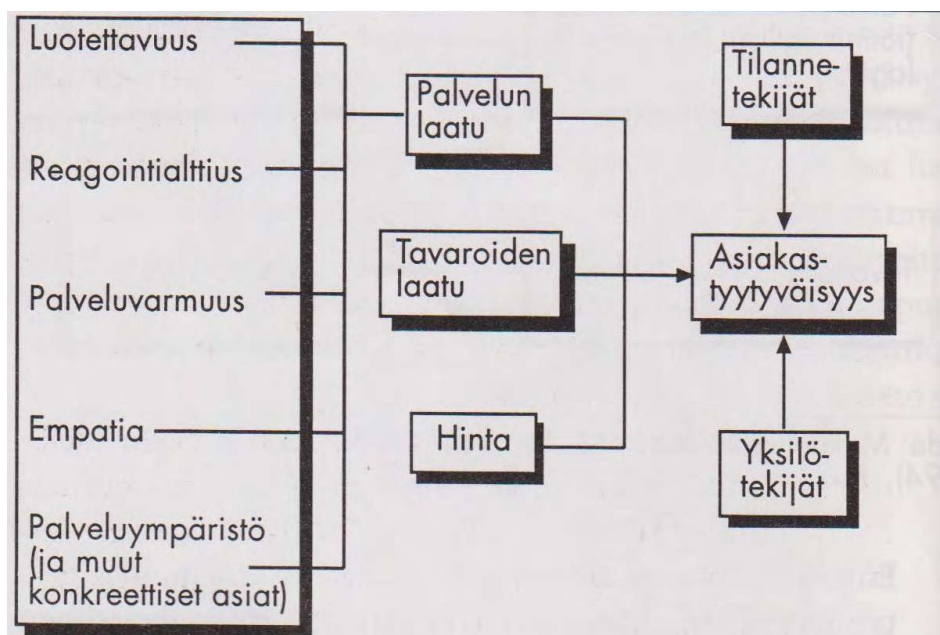 Luotettavuus
Reagointialttius
Palveluvarmuus
Empatia
Palveluympäristö
(ja muut
konkreettiset asiat)
Palvelun
laatu
Tavaroiden
laatu
Hinta
Tilanne-
tekijät
Asiakas-
tyytyväisyys
Yksilö-
tekijät